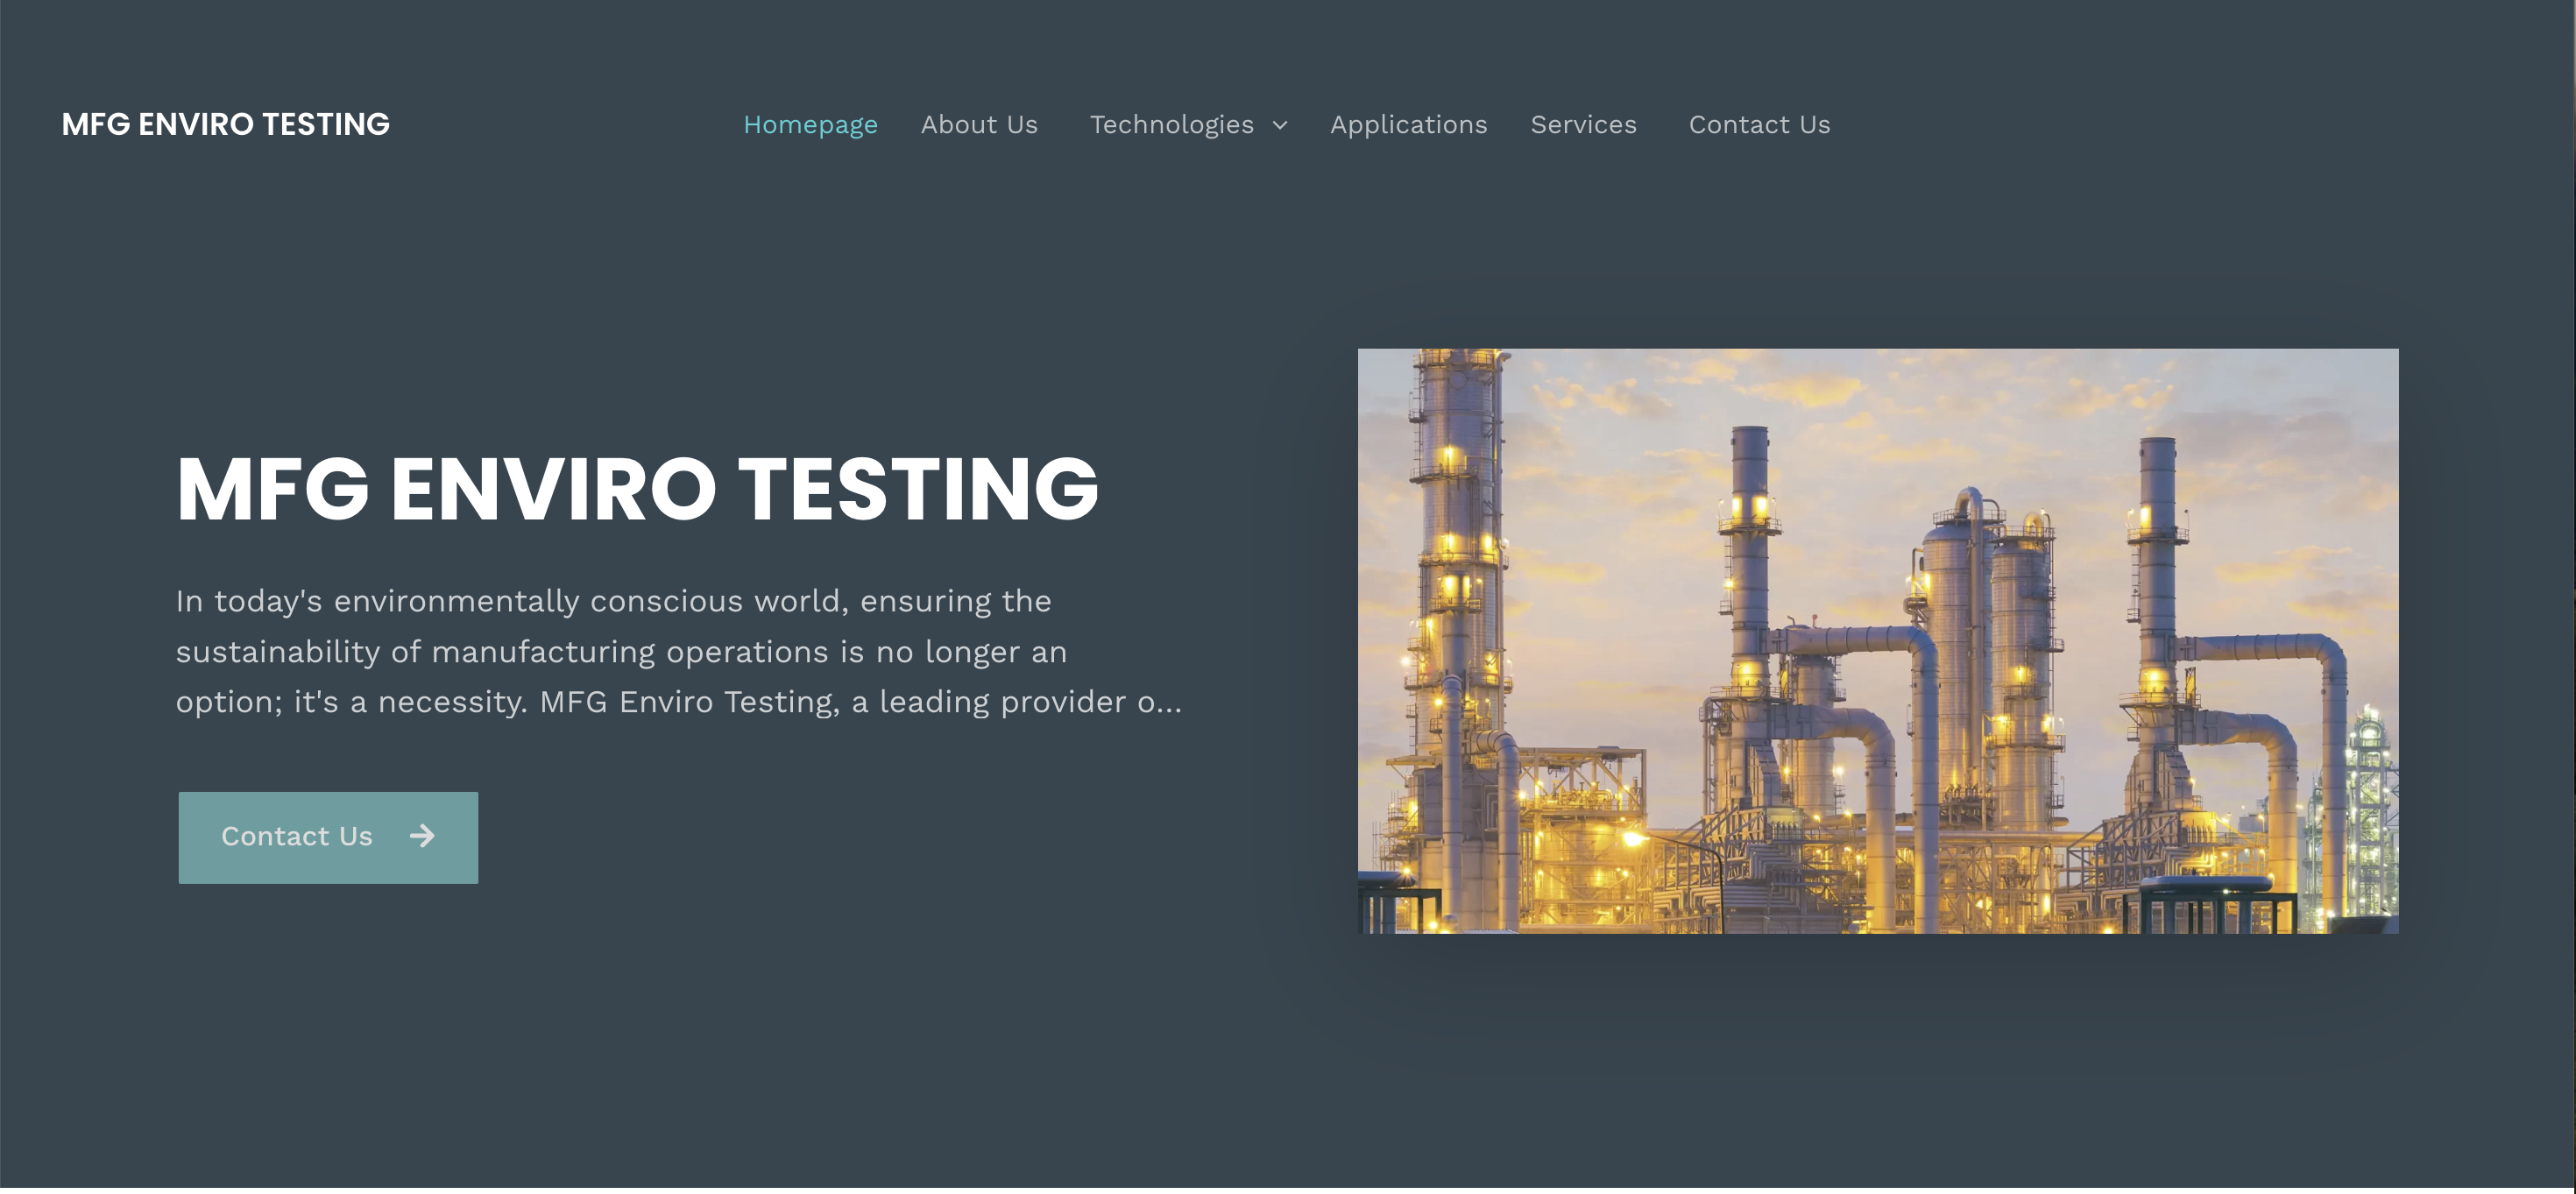 MFG ENVIRO TESTING
Homepage About Us Technologies Applications Services Contact Us
MFG ENVIRO TESTING
In today's environmentally conscious world, ensuring the
sustainability of manufacturing operations is no longer an
option; it's a necessity. MFG Enviro Testing, a leading provider o...
Contact Us